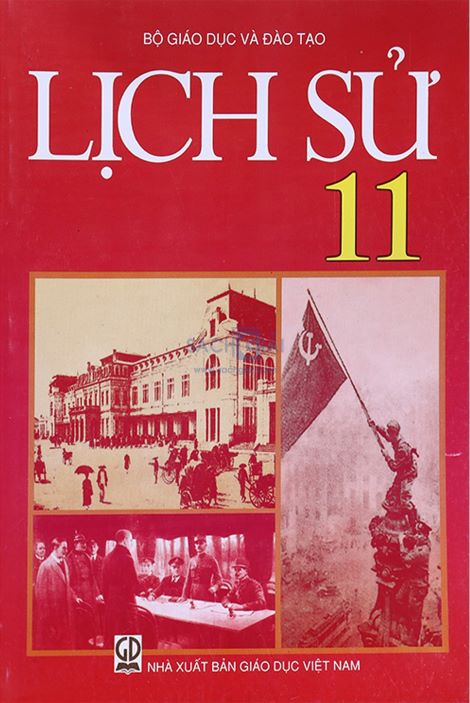 BỘ GIÁO DỤC VÀ ĐÀO TẠO
LỊCH SỬ
11
GD
NHÀ XUẤT BẢN GIÁO DỤC VIỆT NAM